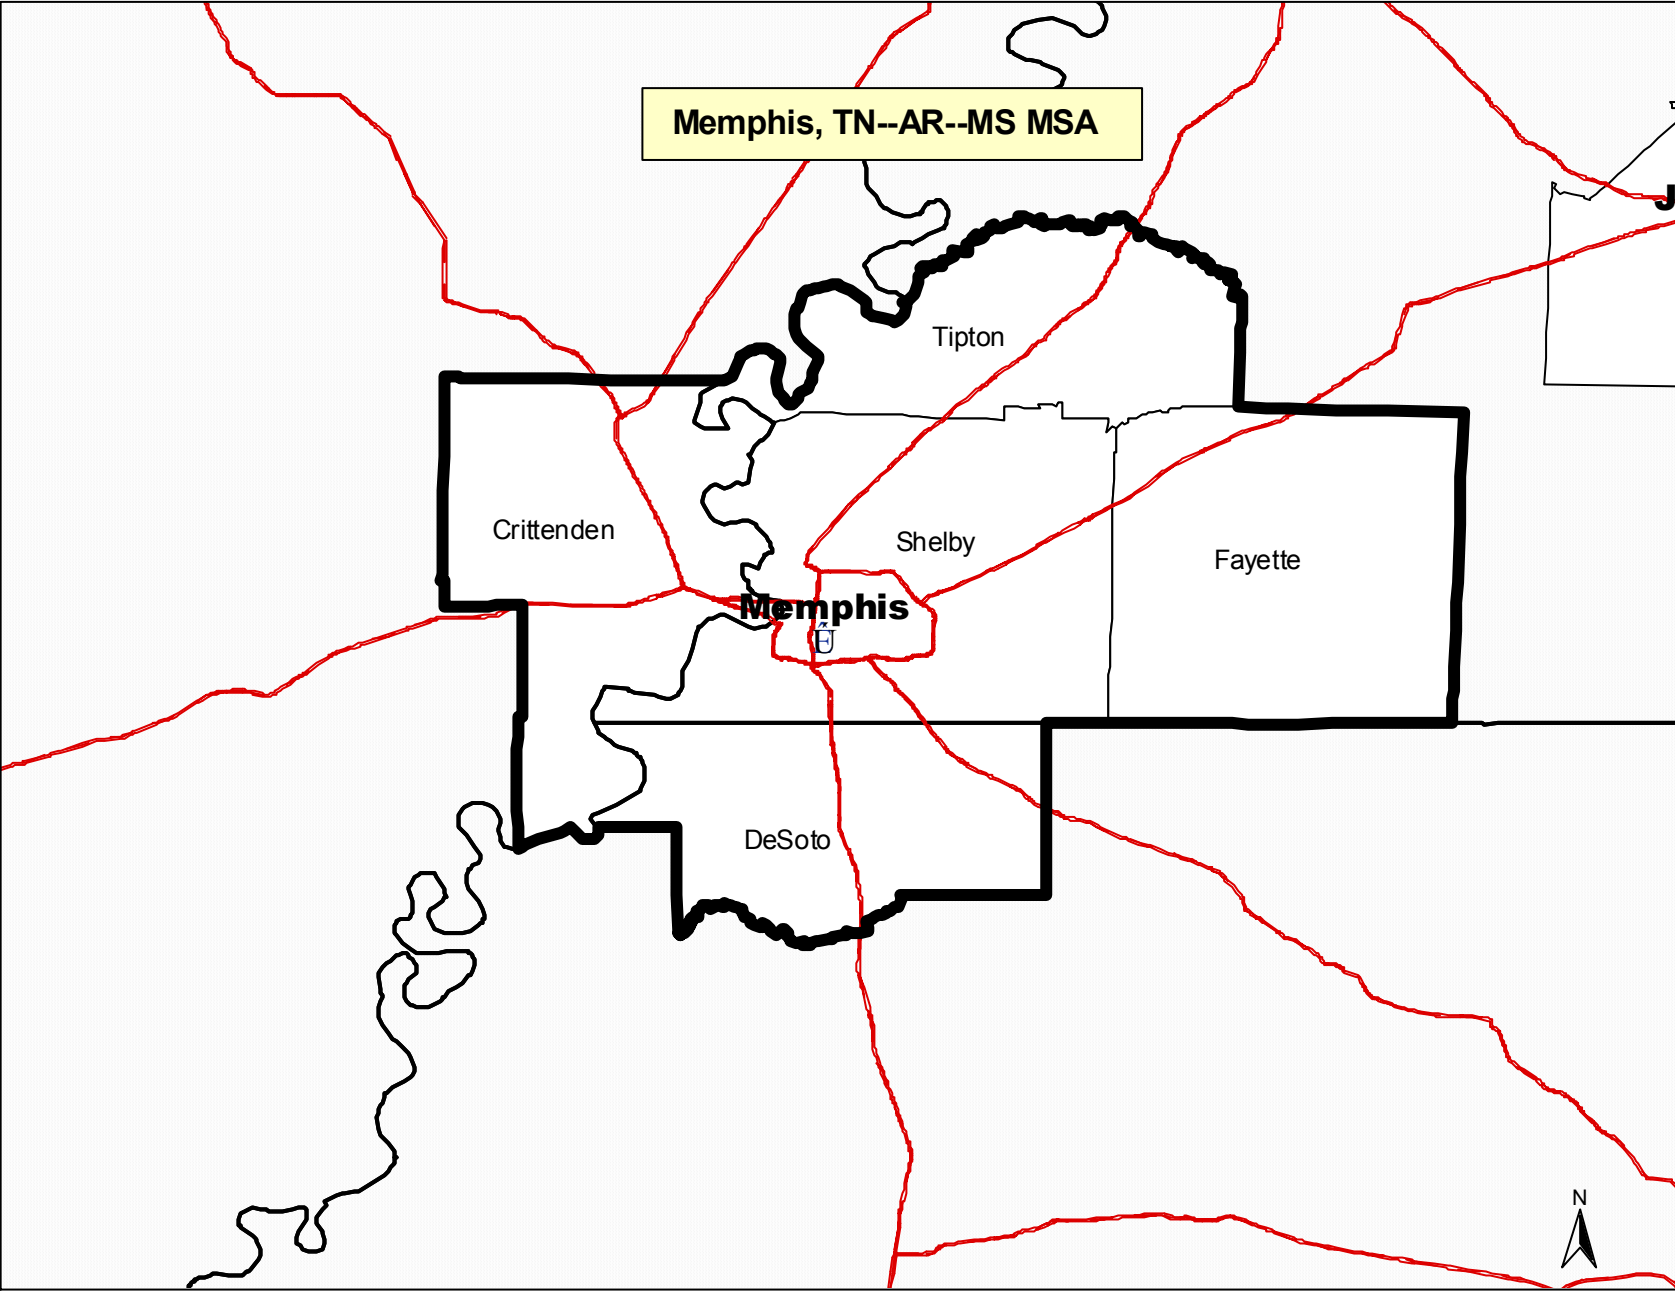 Memphis, TN--AR--MS MSA
J
Tipton
Crittenden
Shelby
Fayette
Memphis
DeSoto
N